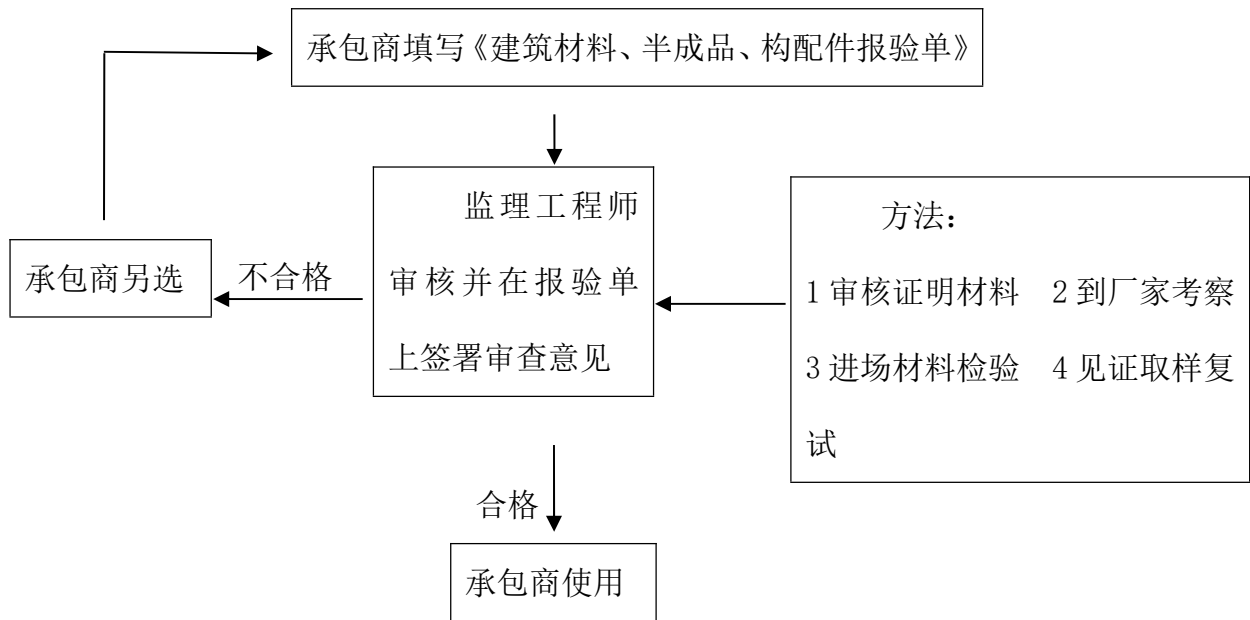 承包商填写《建筑材料、半成品、构配件报验单》
监理工程师
审核并在报验单
上签署审查意见
方法：
1 审核证明材料　2 到厂家考察
3 进场材料检验　4 见证取样复
试
承包商另选
不合格
合格
承包商使用